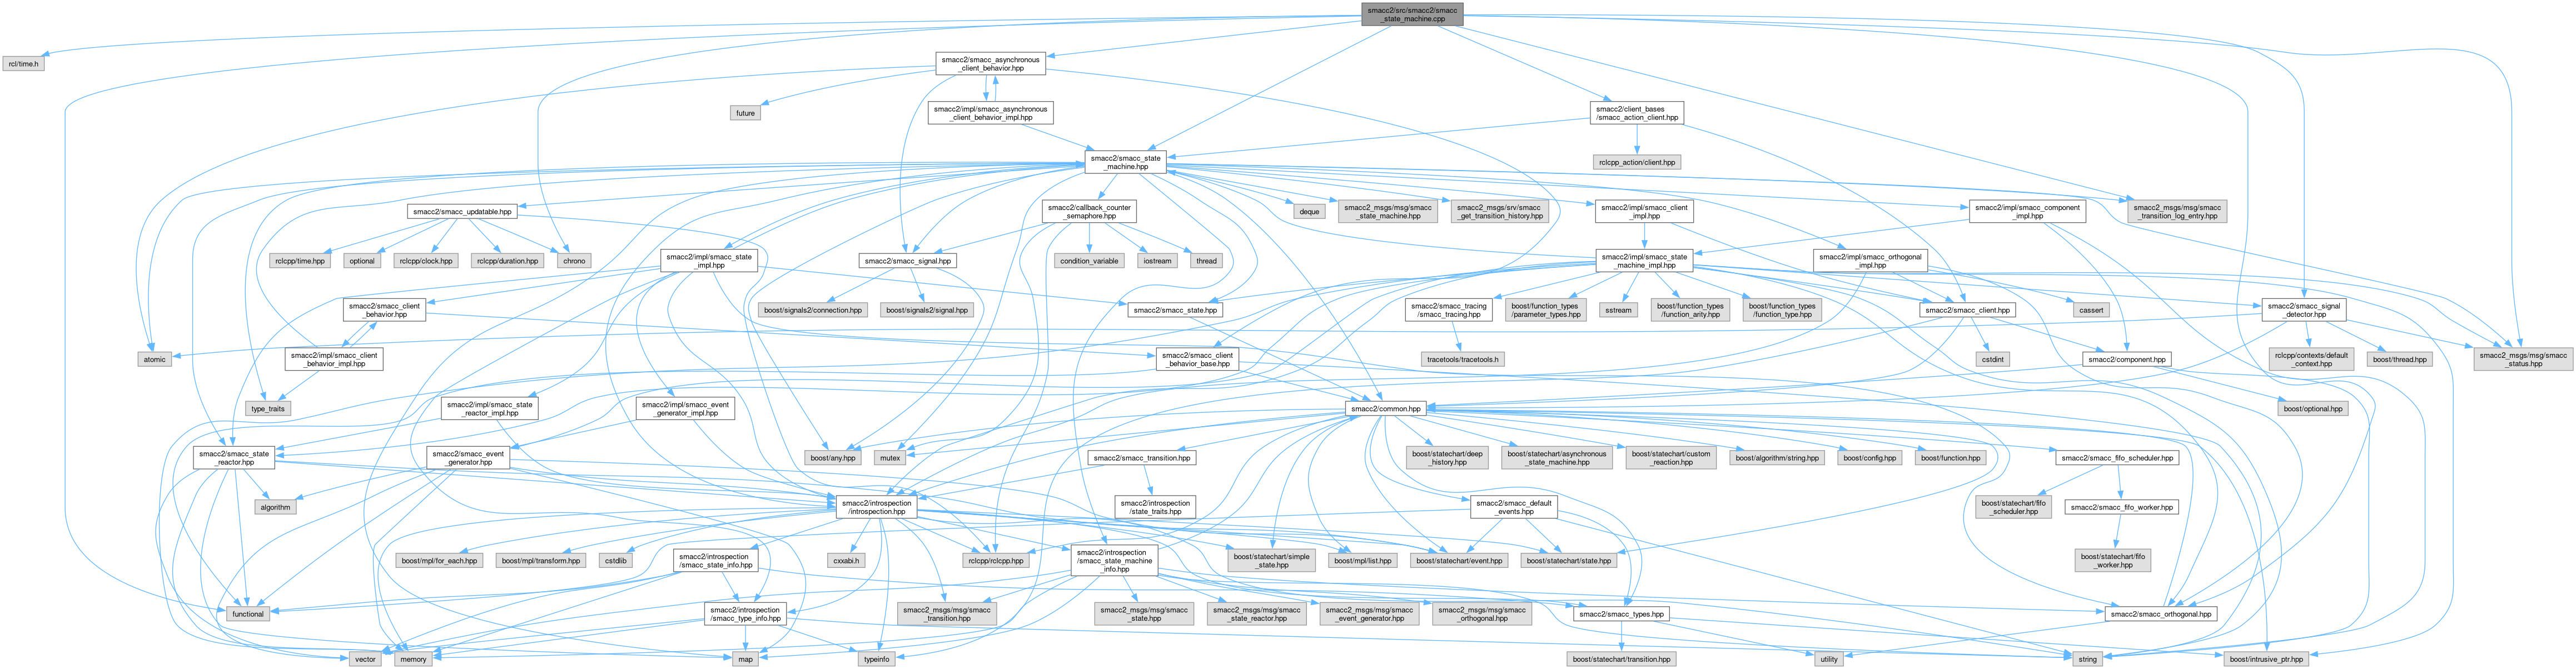 smacc2/src/smacc2/smacc
_state_machine.cpp
rcl/time.h
smacc2/smacc_asynchronous
_client_behavior.hpp
future
smacc2/impl/smacc_asynchronous
_client_behavior_impl.hpp
smacc2/client_bases
/smacc_action_client.hpp
smacc2/smacc_state
_machine.hpp
rclcpp_action/client.hpp
smacc2/smacc_updatable.hpp
smacc2/callback_counter
_semaphore.hpp
deque
smacc2_msgs/msg/smacc
_state_machine.hpp
smacc2_msgs/srv/smacc
_get_transition_history.hpp
smacc2/impl/smacc_client
_impl.hpp
smacc2/impl/smacc_component
_impl.hpp
smacc2_msgs/msg/smacc
_transition_log_entry.hpp
rclcpp/time.hpp
optional
rclcpp/clock.hpp
rclcpp/duration.hpp
chrono
smacc2/impl/smacc_state
_impl.hpp
smacc2/smacc_signal.hpp
condition_variable
iostream
thread
smacc2/impl/smacc_state
_machine_impl.hpp
smacc2/impl/smacc_orthogonal
_impl.hpp
smacc2/smacc_client
_behavior.hpp
boost/signals2/connection.hpp
boost/signals2/signal.hpp
smacc2/smacc_state.hpp
smacc2/smacc_tracing
/smacc_tracing.hpp
boost/function_types
/parameter_types.hpp
sstream
boost/function_types
/function_arity.hpp
boost/function_types
/function_type.hpp
smacc2/smacc_client.hpp
cassert
smacc2/smacc_signal
_detector.hpp
atomic
smacc2/impl/smacc_client
_behavior_impl.hpp
smacc2/smacc_client
_behavior_base.hpp
tracetools/tracetools.h
cstdint
smacc2/component.hpp
rclcpp/contexts/default
_context.hpp
boost/thread.hpp
smacc2_msgs/msg/smacc
_status.hpp
type_traits
smacc2/impl/smacc_state
_reactor_impl.hpp
smacc2/impl/smacc_event
_generator_impl.hpp
smacc2/common.hpp
boost/optional.hpp
smacc2/smacc_state
_reactor.hpp
smacc2/smacc_event
_generator.hpp
boost/any.hpp
mutex
smacc2/smacc_transition.hpp
boost/statechart/deep
_history.hpp
boost/statechart/asynchronous
_state_machine.hpp
boost/statechart/custom
_reaction.hpp
boost/algorithm/string.hpp
boost/config.hpp
boost/function.hpp
smacc2/smacc_fifo_scheduler.hpp
algorithm
smacc2/introspection
/introspection.hpp
smacc2/introspection
/state_traits.hpp
smacc2/smacc_default
_events.hpp
boost/statechart/fifo
_scheduler.hpp
smacc2/smacc_fifo_worker.hpp
boost/mpl/for_each.hpp
boost/mpl/transform.hpp
cstdlib
smacc2/introspection
/smacc_state_info.hpp
cxxabi.h
rclcpp/rclcpp.hpp
smacc2/introspection
/smacc_state_machine
_info.hpp
boost/statechart/simple
_state.hpp
boost/mpl/list.hpp
boost/statechart/event.hpp
boost/statechart/state.hpp
boost/statechart/fifo
_worker.hpp
functional
smacc2/introspection
/smacc_type_info.hpp
smacc2_msgs/msg/smacc
_transition.hpp
smacc2_msgs/msg/smacc
_state.hpp
smacc2_msgs/msg/smacc
_state_reactor.hpp
smacc2_msgs/msg/smacc
_event_generator.hpp
smacc2_msgs/msg/smacc
_orthogonal.hpp
smacc2/smacc_types.hpp
smacc2/smacc_orthogonal.hpp
vector
memory
map
typeinfo
boost/statechart/transition.hpp
utility
string
boost/intrusive_ptr.hpp